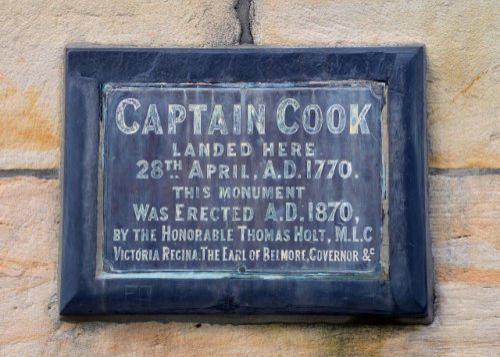 CAPTAIN COOK
LANDED HERE
28TH APRIL, A.D. 1770.
THIS MONUMENT
WAS ERECTED A.D. 1870,
BY THE HONORABLE THOMAS HOLT, M.L.C
VICTORIA REGINA. THE EARL OF BELMORE, GOVERNOR &c